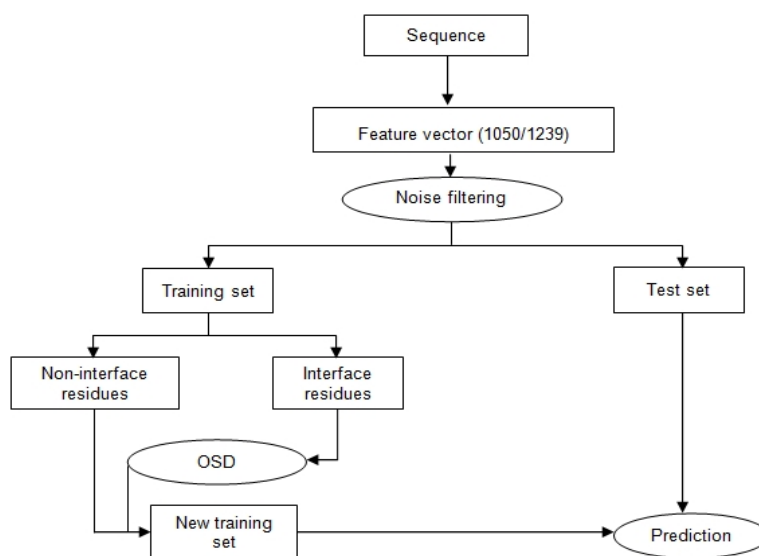 Sequence
Feature vector (1050/1239)
Noise filtering
Training set
Test set
Non-interface
residues
Interface
residues
OSD
New training
set
Prediction